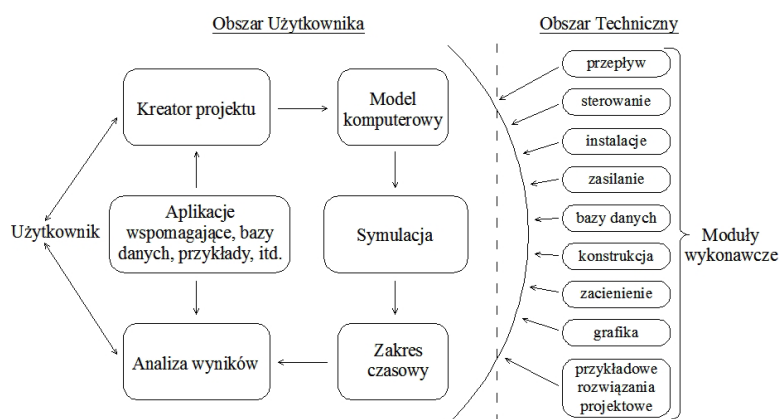 Obszar Użytkownika
Obszar Techniczny
Kreator projektu
Model
komputerowy
Użytkownik
Aplikacje
wspomagające, bazy
danych, przykłady, itd.
Symulacja
Analiza wyników
Zakres
czasowy
przepływ
sterowanie
instalacje
zasilanie
bazy danych
konstrukcja
zacienienie
grafika
przykładowe
rozwiązania
projektowe
Moduły
wykonawcze